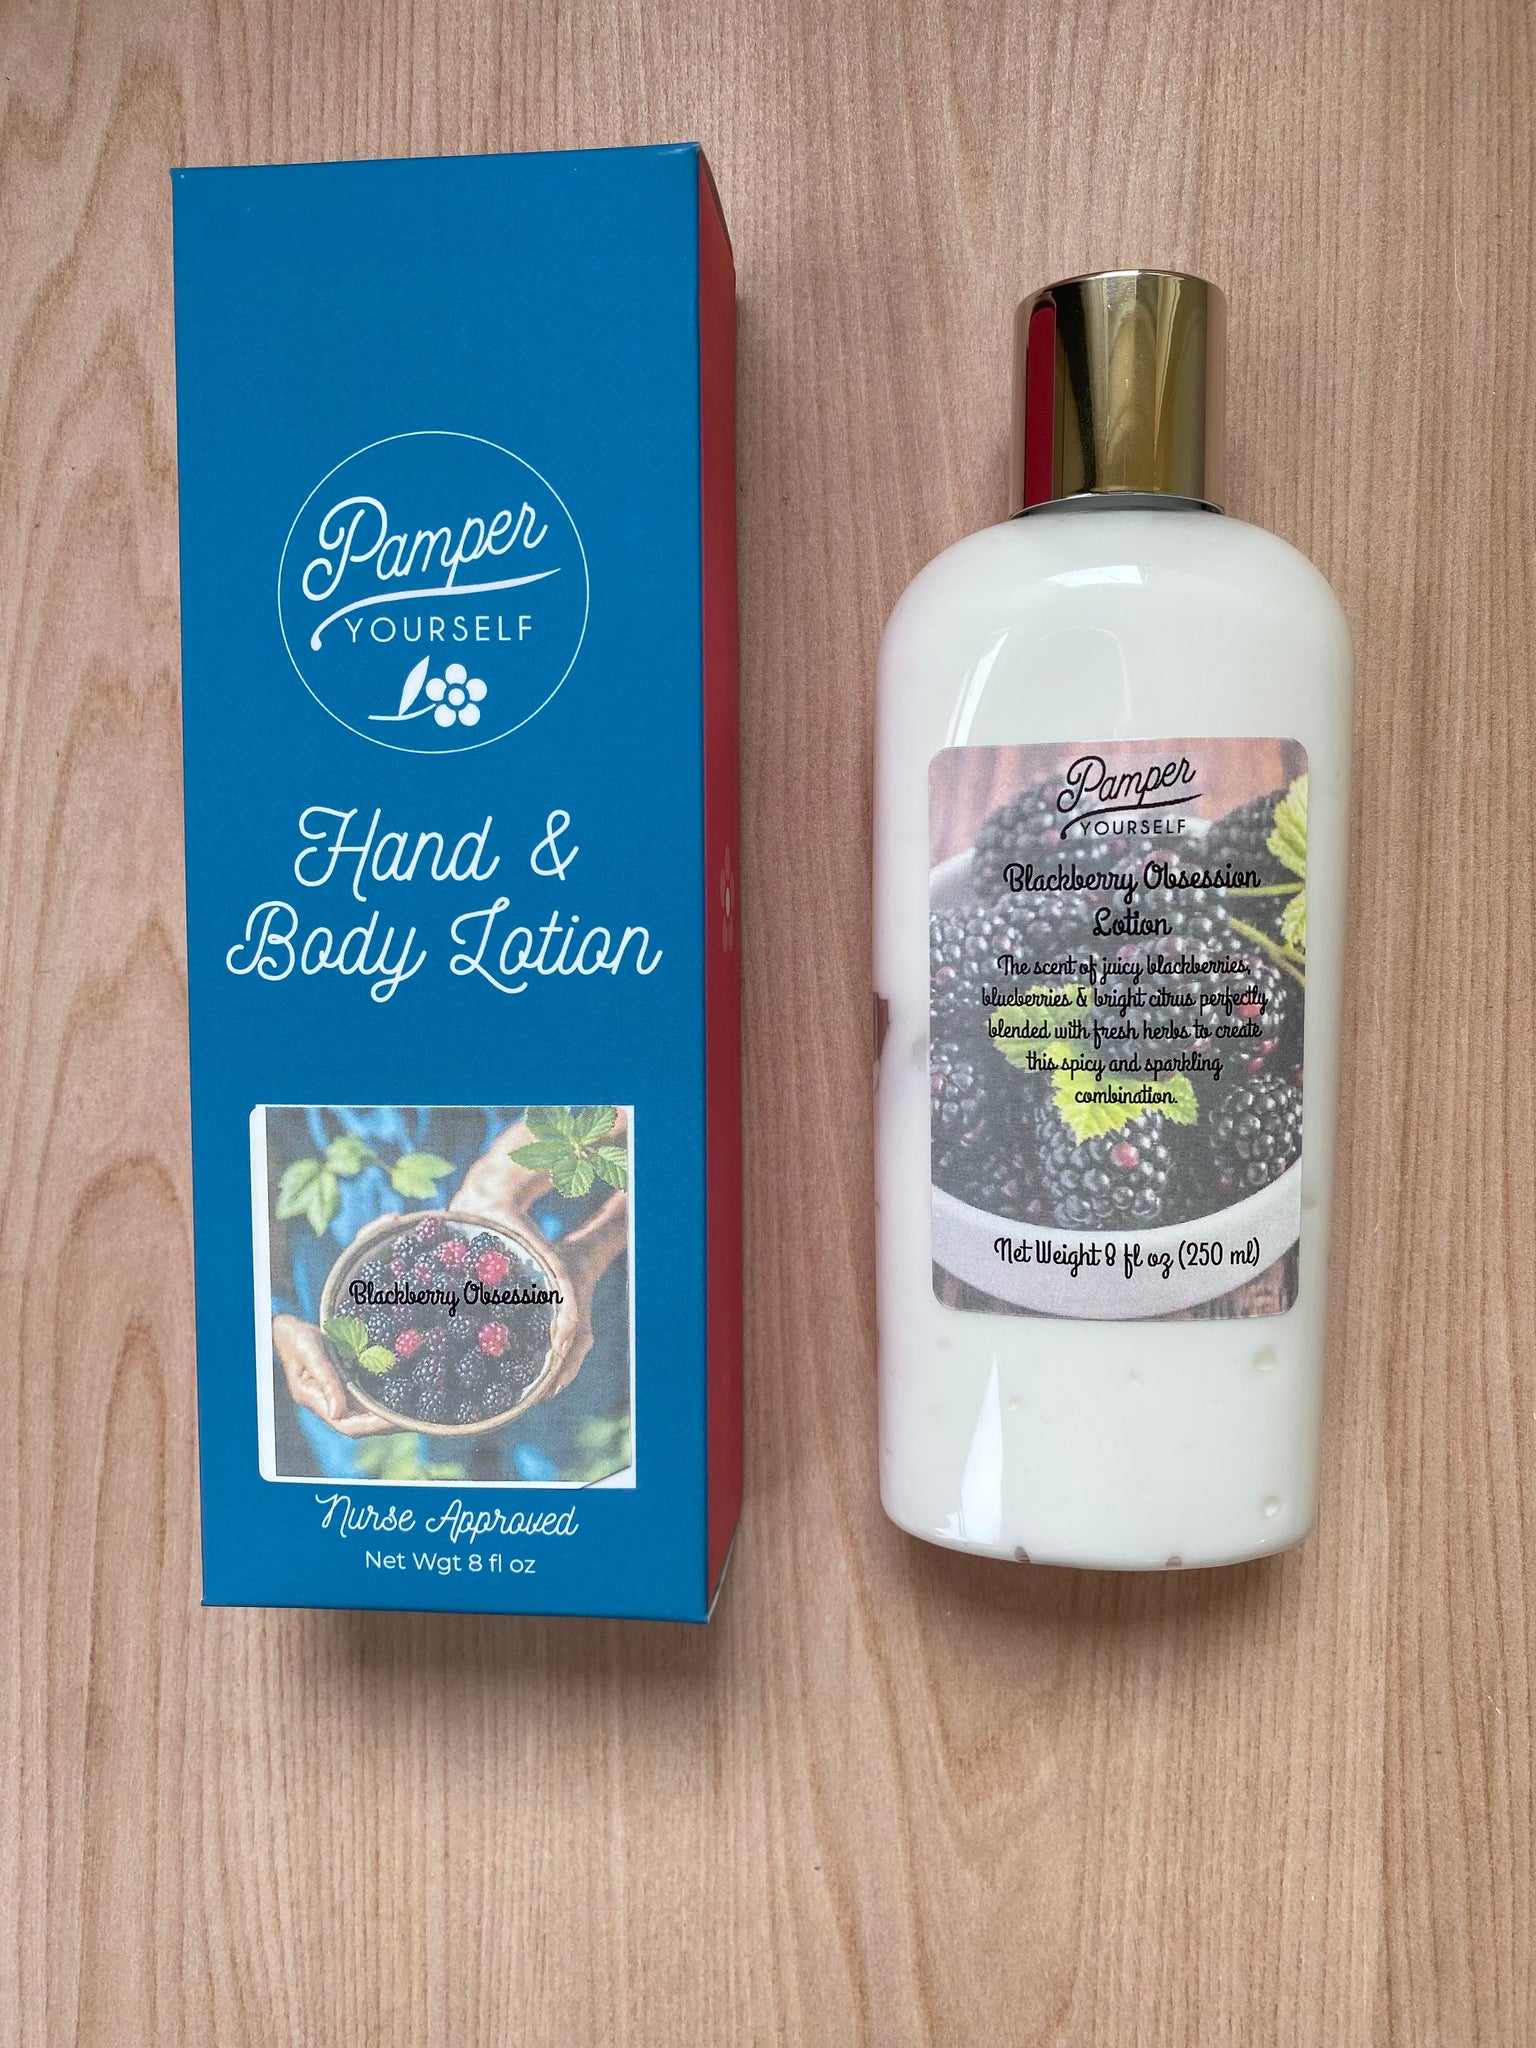 Pamper
YOURSELF
Hand &
Body Lotion
Blackberry Obsession
Nurse Approved
Net Wgt 8 fl oz
Pamper
YOURSELF
Blackberry Obsession
Lotion
The scent of juicy blackberries,
blueberries & bright citrus perfectly
blended with fresh herbs to create
this spicy and sparkling
combination.
Net Weight 8 fl oz (250 ml)